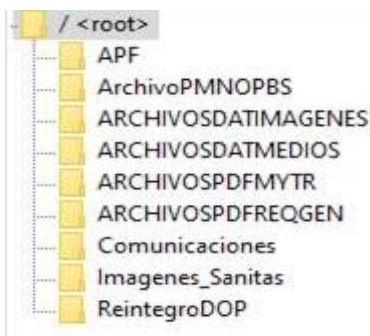 / <root>
APF
ArchivoPMNOPBS
ARCHIVOSDATIMAGENES
ARCHIVOSDATMEDIOS
ARCHIVOSPDFMYTR
ARCHIVOSPDFREQGEN
Comunicaciones
Imagenes_Sanitas
ReintegroDOP